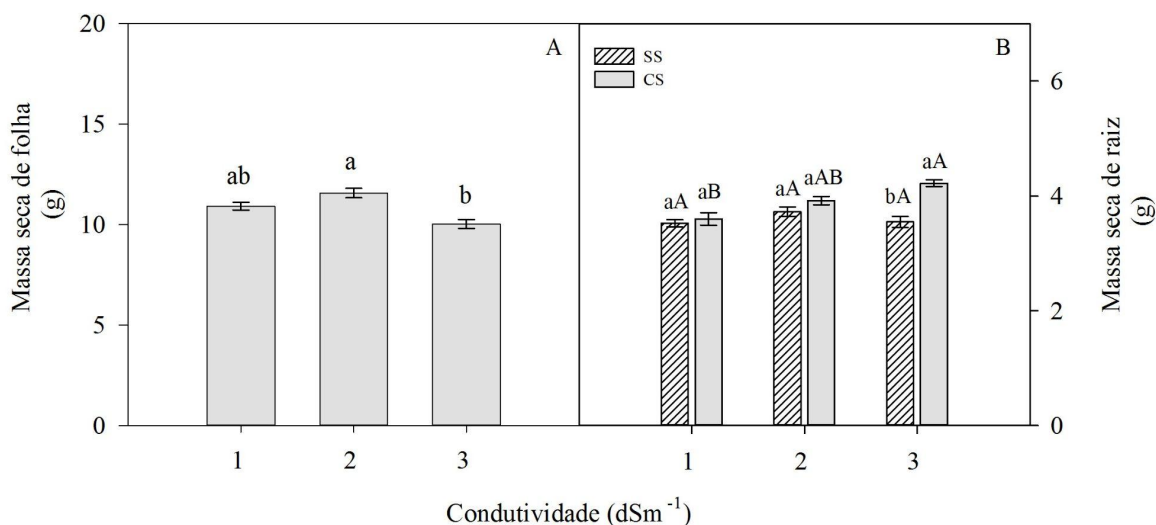 Massa seca de folha
(g)
20
15
10
5
0
A
ab
a
b
1
2
3
B
SS
CS
aA
aB
aA
aAB
bA
aA
1
2
3
6
4
2
0
Massa seca de raiz
(g)
Condutividade (dSm⁻¹)